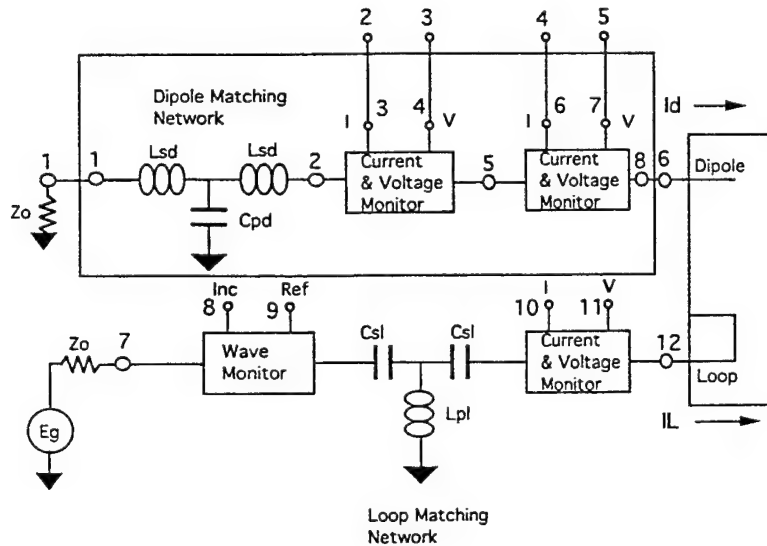 2 3 4 5
Dipole Matching
Network
I 3 4 V
I 6 7 V
Id
1 1 Lsd Lsd 2
Current
& Voltage
Monitor
5
Current
& Voltage
Monitor
8 6
Dipole
Zo
Cpd
Inc
8
Ref
9
I
10
V
11
Zo 7
Wave
Monitor
Csl Csl
Current
& Voltage
Monitor
12
Loop
Eg
Lpl
IL
Loop Matching
Network